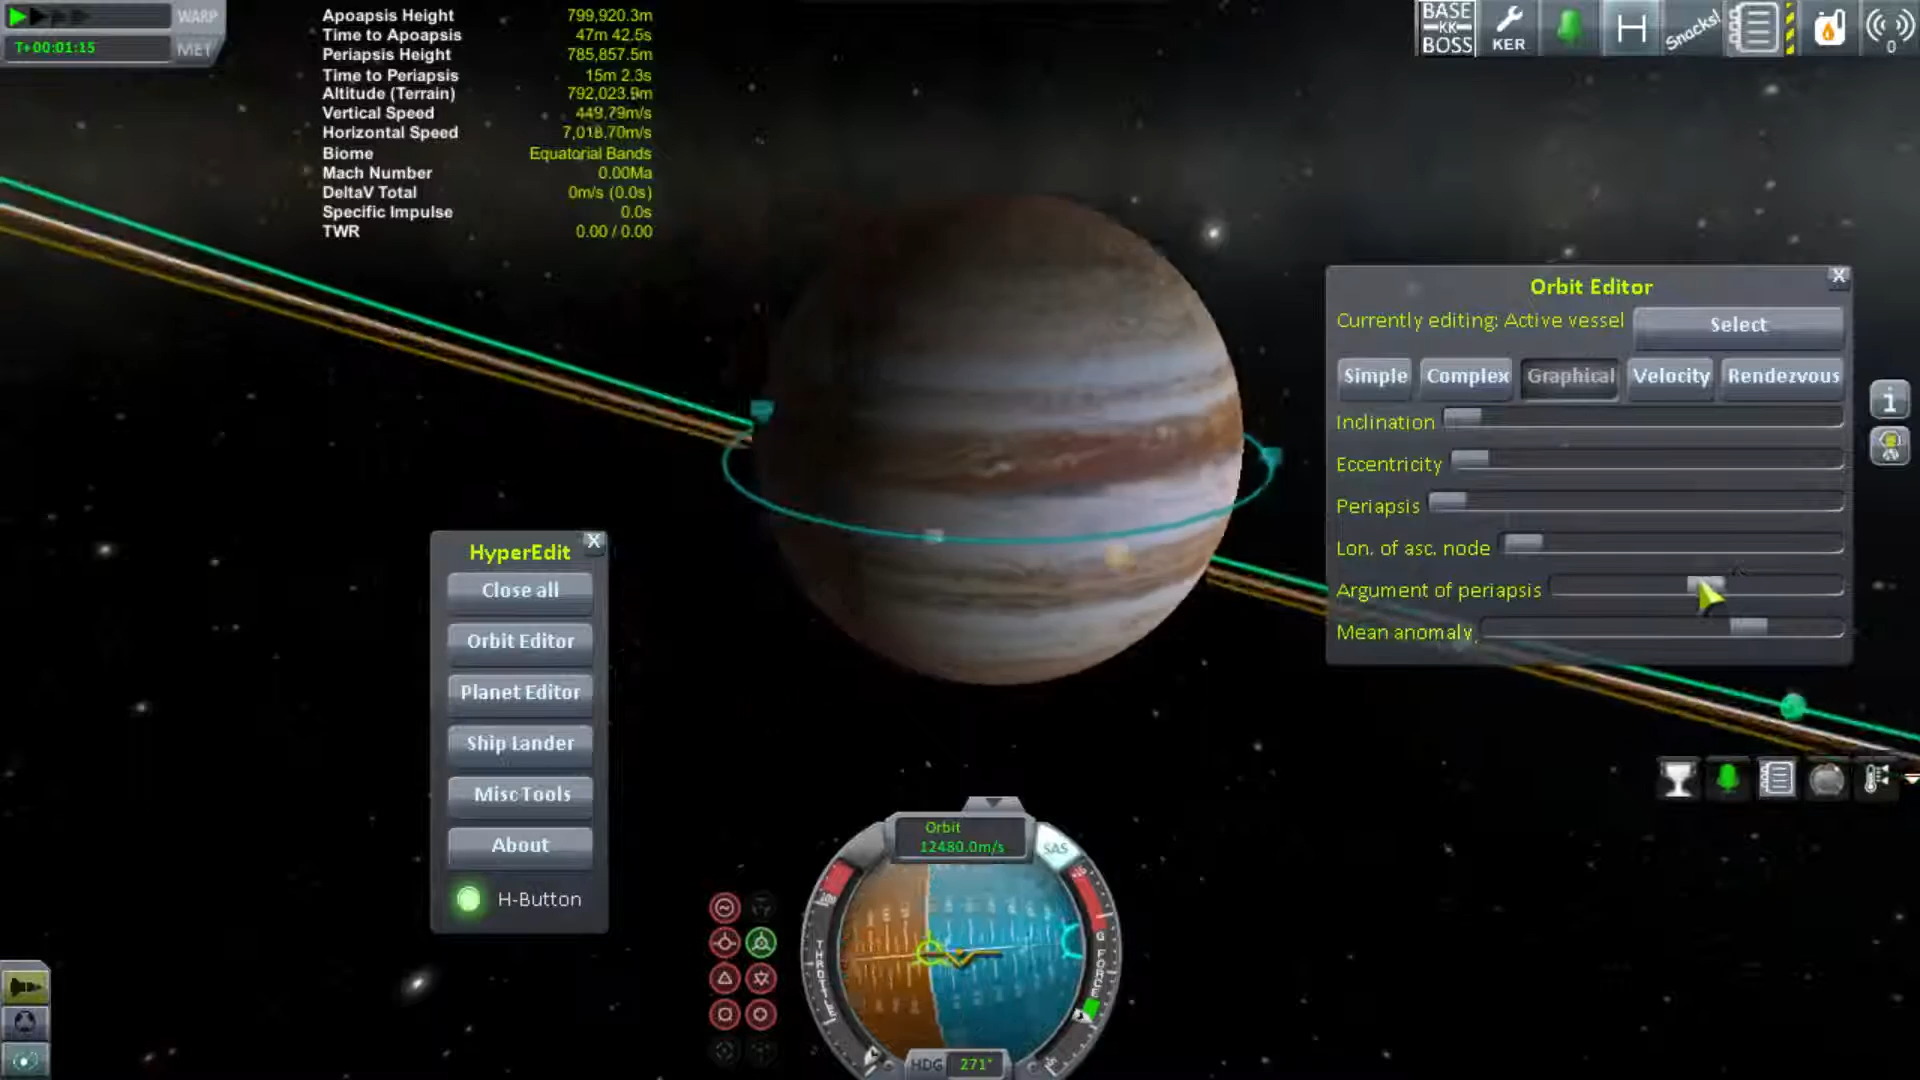 WARP
T+00:01:15
MET
Apoapsis Height 799,920.3m
Time to Apoapsis 47m 42.5s
Periapsis Height 785,857.5m
Time to Periapsis 15m 2.3s
Altitude (Terrain) 792,023.9m
Vertical Speed 449.79m/s
Horizontal Speed 7,018.70m/s
Biome Equatorial Bands
Mach Number 0.00Ma
DeltaV Total 0m/s (0.0s)
Specific Impulse 0.0s
TWR 0.00 / 0.00
BASE
KK
BOSS
KER
H
Snacks!
0
Orbit Editor
X
Currently editing: Active vessel
Select
Simple Complex Graphical Velocity Rendezvous
Inclination
Eccentricity
Periapsis
Lon. of asc. node
Argument of periapsis
Mean anomaly
i
HyperEdit
X
Close all
Orbit Editor
Planet Editor
Ship Lander
Misc Tools
About
H-Button
Orbit
12480.0m/s
SAS
THROTTLE
G FORCE
HDG 271°